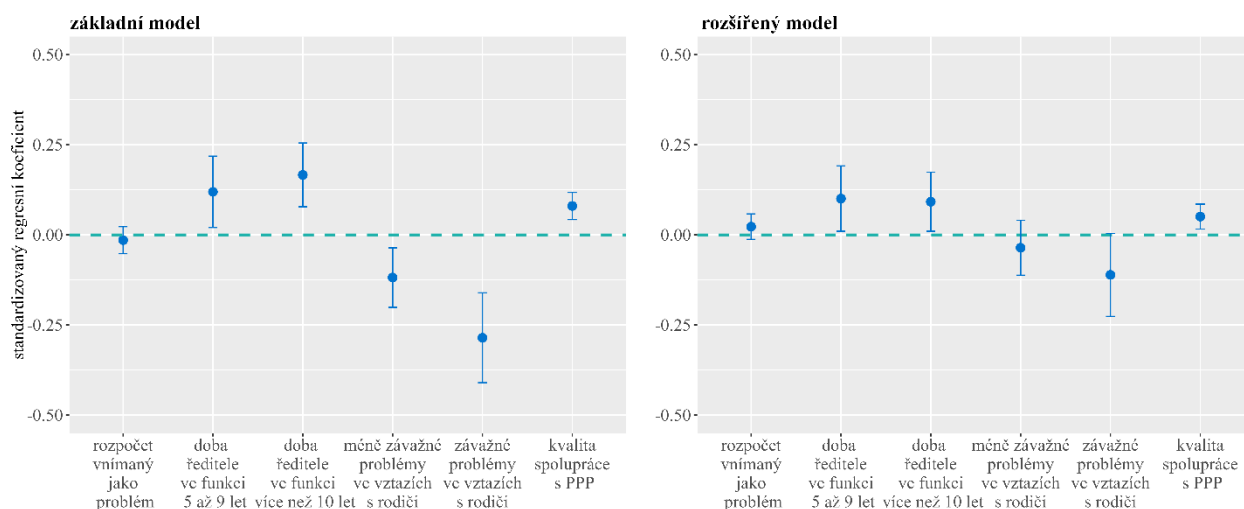 základní model
standardizovaný regresní koeficient
0.50
0.25
0.00
-0.25
-0.50
rozpočet
vnímaný
jako
problém
doba
ředitele
ve funkci
5 až 9 let
doba
ředitele
ve funkci
více než 10 let
méně závažné
problémy
ve vztazích
s rodiči
závažné
problémy
ve vztazích
s rodiči
kvalita
spolupráce
s PPP
rozšířený model
0.50
0.25
0.00
-0.25
-0.50
rozpočet
vnímaný
jako
problém
doba
ředitele
ve funkci
5 až 9 let
doba
ředitele
ve funkci
více než 10 let
méně závažné
problémy
ve vztazích
s rodiči
závažné
problémy
ve vztazích
s rodiči
kvalita
spolupráce
s PPP